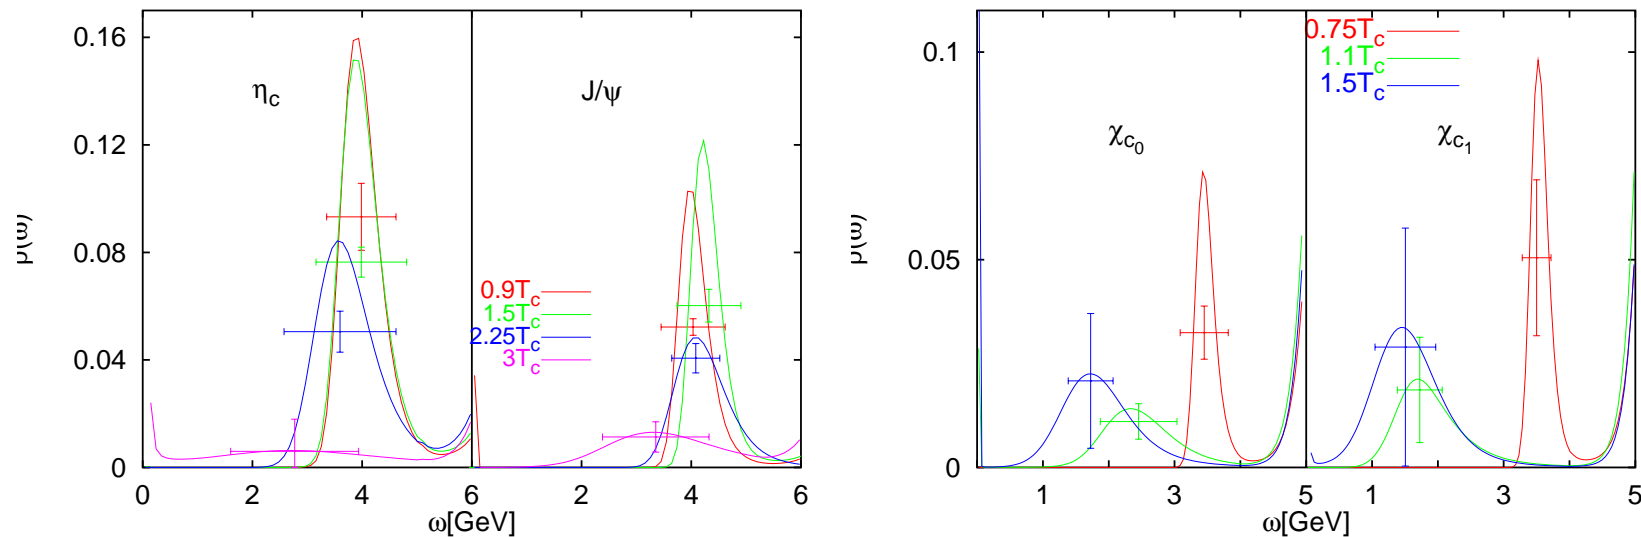 0.16
0.12
0.08
0.04
0
ρ(ω)
η_c
J/ψ
0.9T_c
1.5T_c
2.25T_c
3T_c
0 2 4 2 4 6
ω[GeV]
0.1
0.05
0
ρ(ω)
χ_c₀
χ_c₁
0.75T_c
1.1T_c
1.5T_c
1 3 5 1 3 5
ω[GeV]